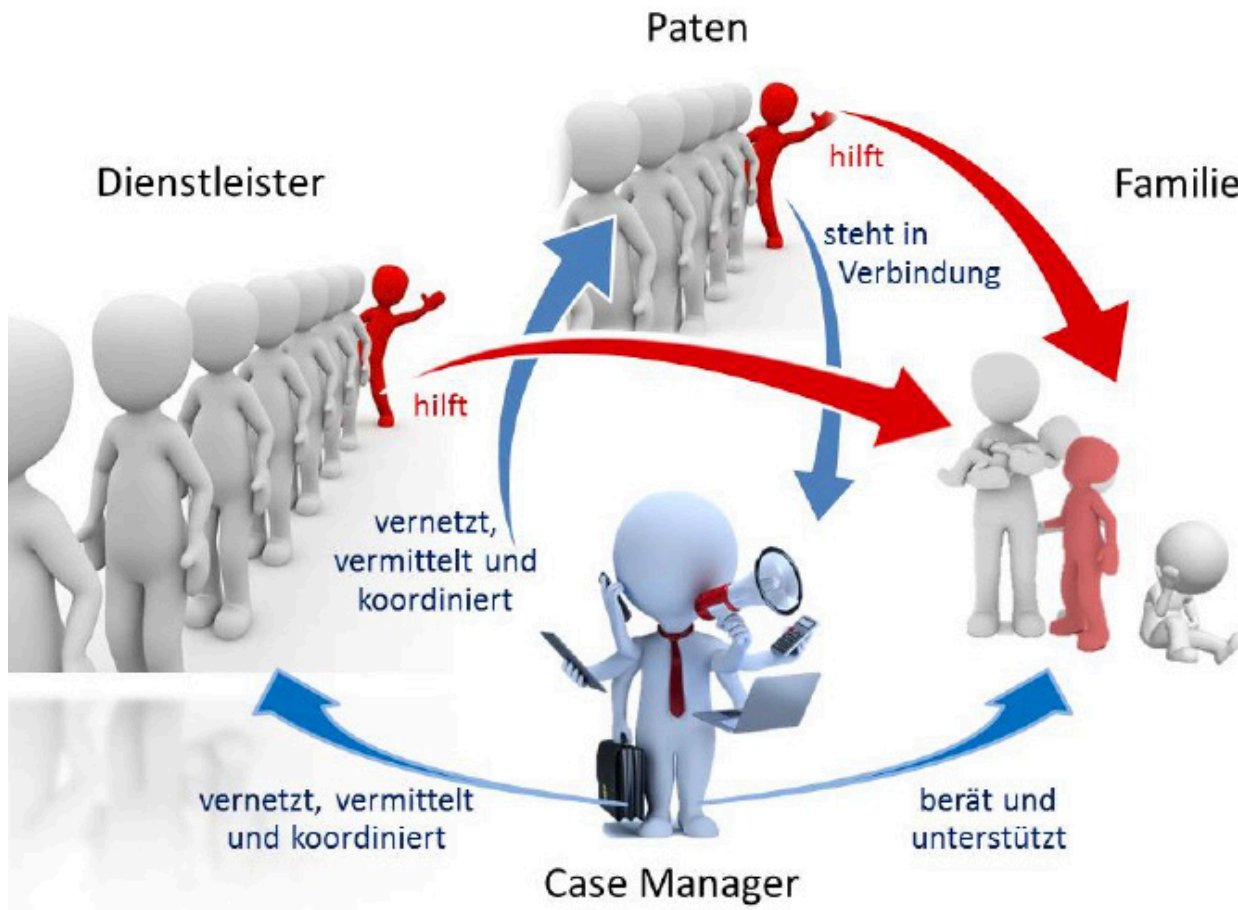 Paten
hilft
Dienstleister
Familie
steht in
Verbindung
hilft
vernetzt,
vermittelt und
koordiniert
vernetzt, vermittelt
und koordiniert
berät und
unterstützt
Case Manager